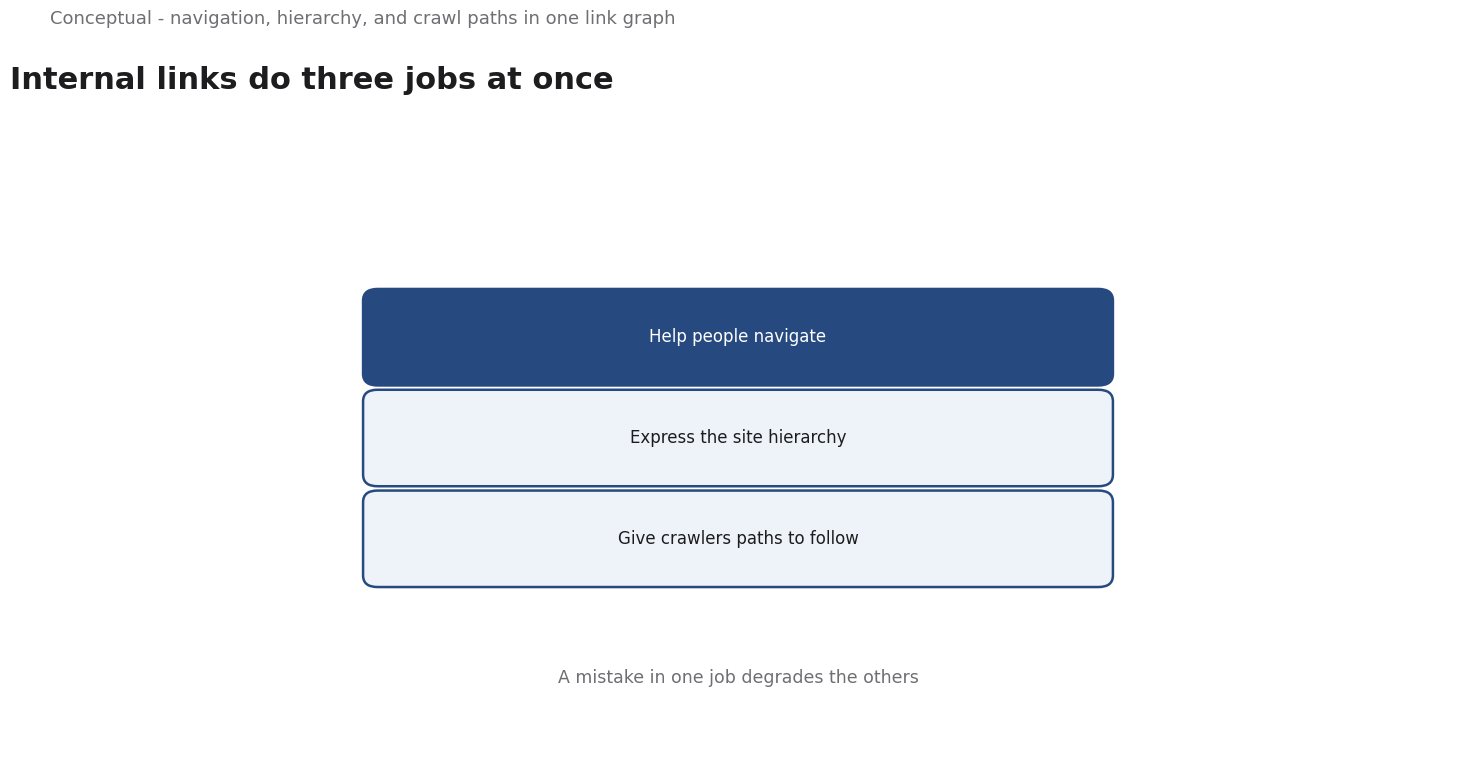 Conceptual - navigation, hierarchy, and crawl paths in one link graph
Internal links do three jobs at once
Help people navigate
Express the site hierarchy
Give crawlers paths to follow
A mistake in one job degrades the others